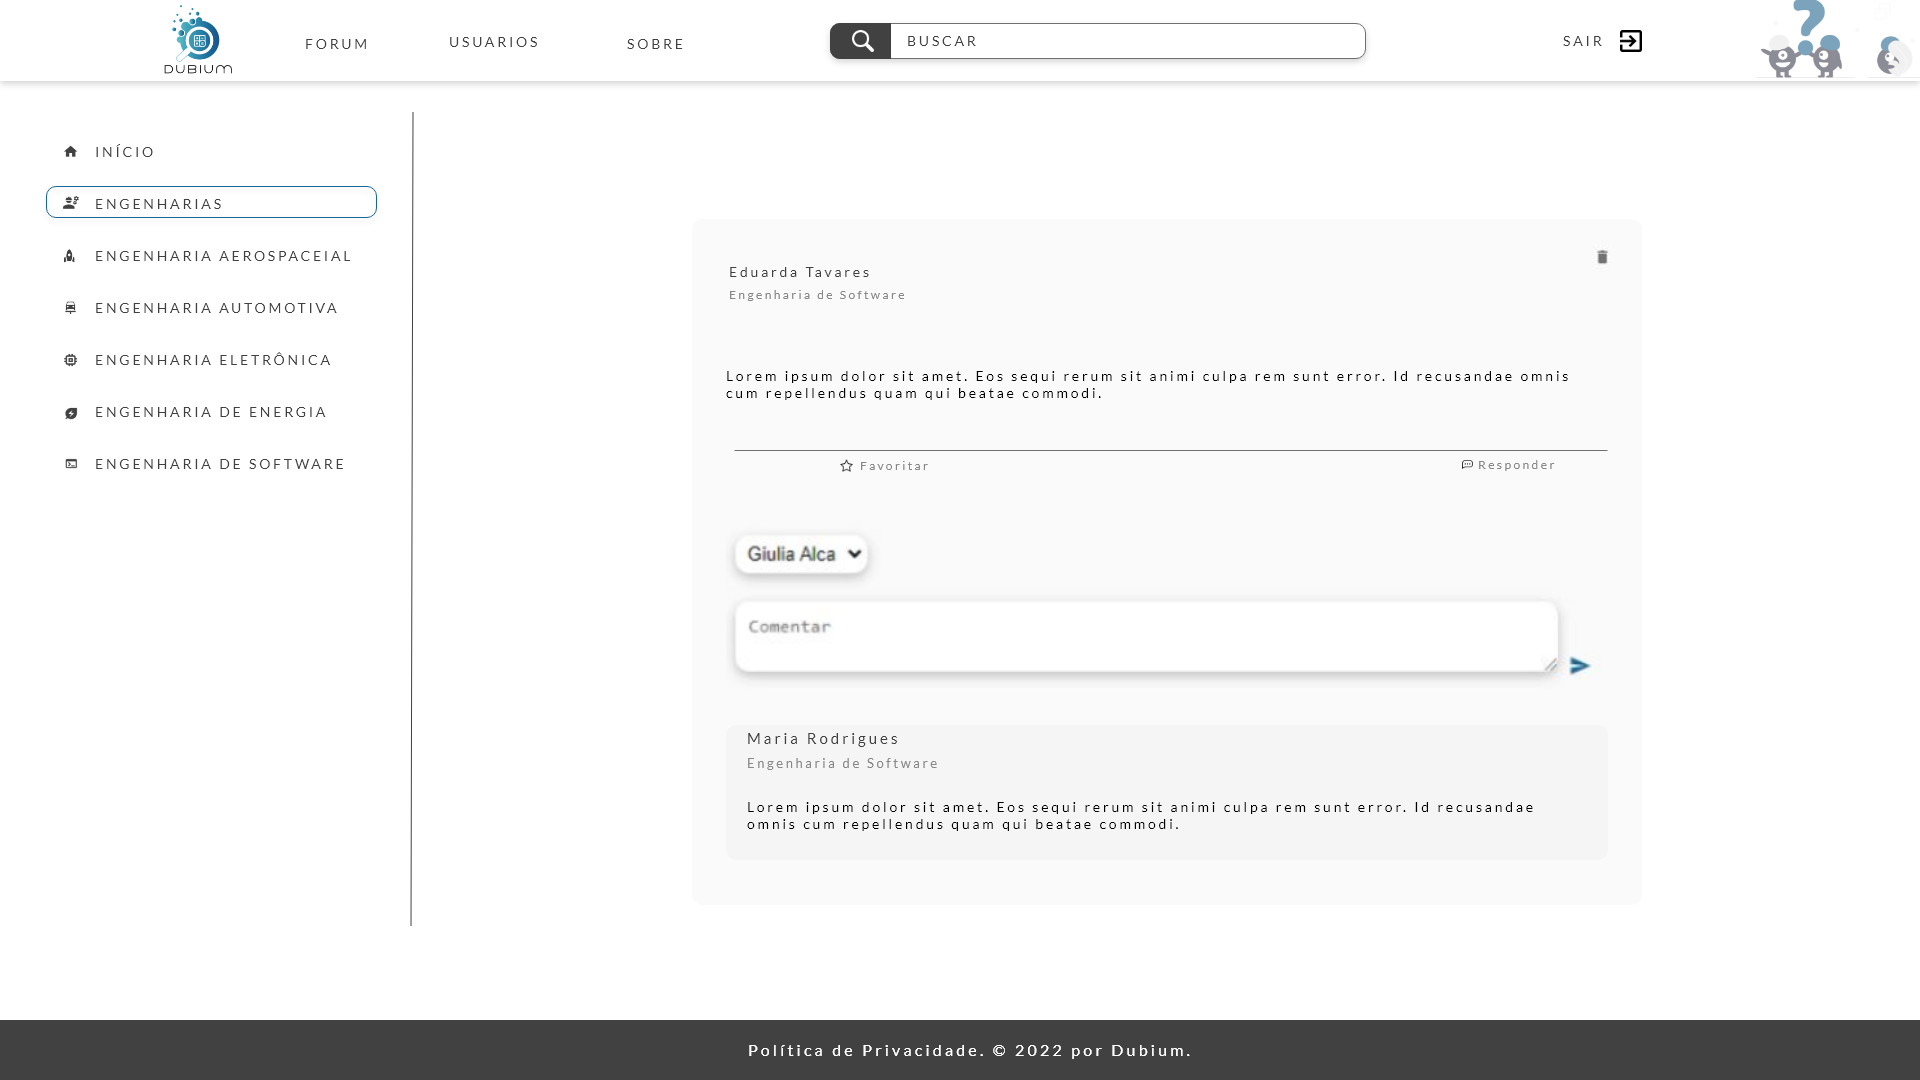 DUBIUM
FORUM
USUARIOS
SOBRE
BUSCAR
SAIR
INÍCIO
ENGENHARIAS
ENGENHARIA AEROSPACEIAL
ENGENHARIA AUTOMOTIVA
ENGENHARIA ELETRÔNICA
ENGENHARIA DE ENERGIA
ENGENHARIA DE SOFTWARE
Eduarda Tavares
Engenharia de Software
Lorem ipsum dolor sit amet. Eos sequi rerum sit animi culpa rem sunt error. Id recusandae omnis
cum repellendus quam qui beatae commodi.
Favoritar
Responder
Giulia Alca
Comentar
Maria Rodrigues
Engenharia de Software
Lorem ipsum dolor sit amet. Eos sequi rerum sit animi culpa rem sunt error. Id recusandae
omnis cum repellendus quam qui beatae commodi.
Política de Privacidade. © 2022 por Dubium.